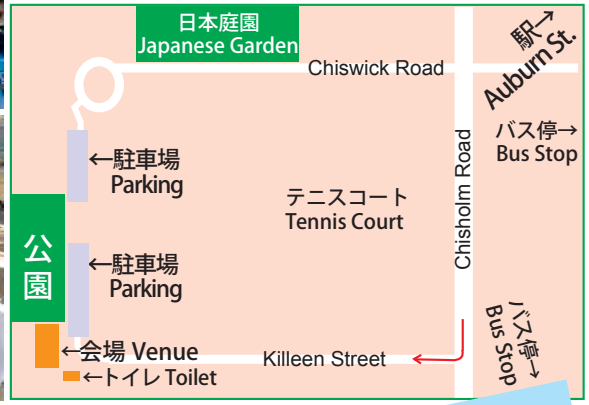 日本庭園
Japanese Garden
駅→
Auburn St.
Chiswick Road
バス停→
Bus Stop
←駐車場
Parking
テニスコート
Tennis Court
Chisholm Road
公園
←駐車場
Parking
バス停→
Bus Stop
←会場 Venue
Killeen Street
←トイレ Toilet